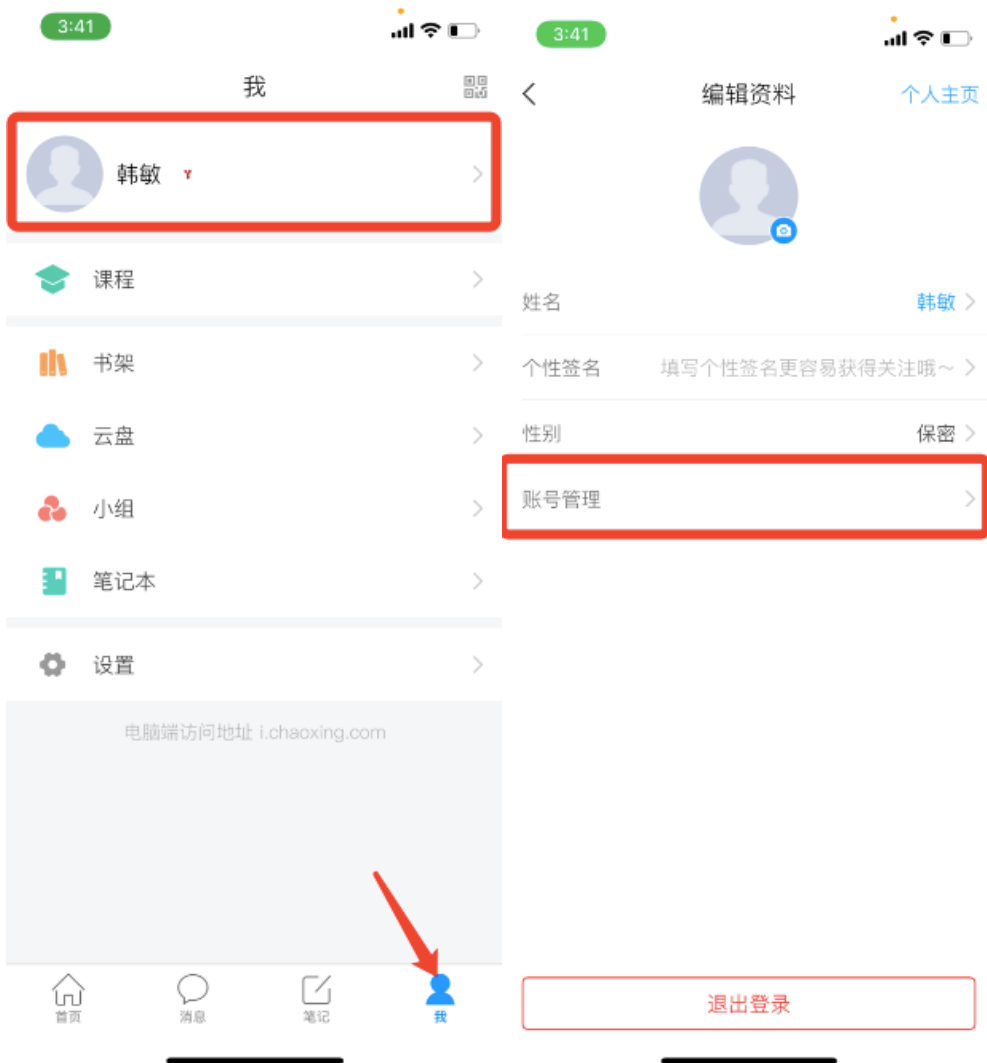 3:41
我
韩敏
课程
书架
云盘
小组
笔记本
设置
电脑端访问地址 i.chaoxing.com
首页
消息
笔记
我
3:41
编辑资料
个人主页
姓名
韩敏
个性签名
填写个性签名更容易获得关注哦～
性别
保密
账号管理
退出登录